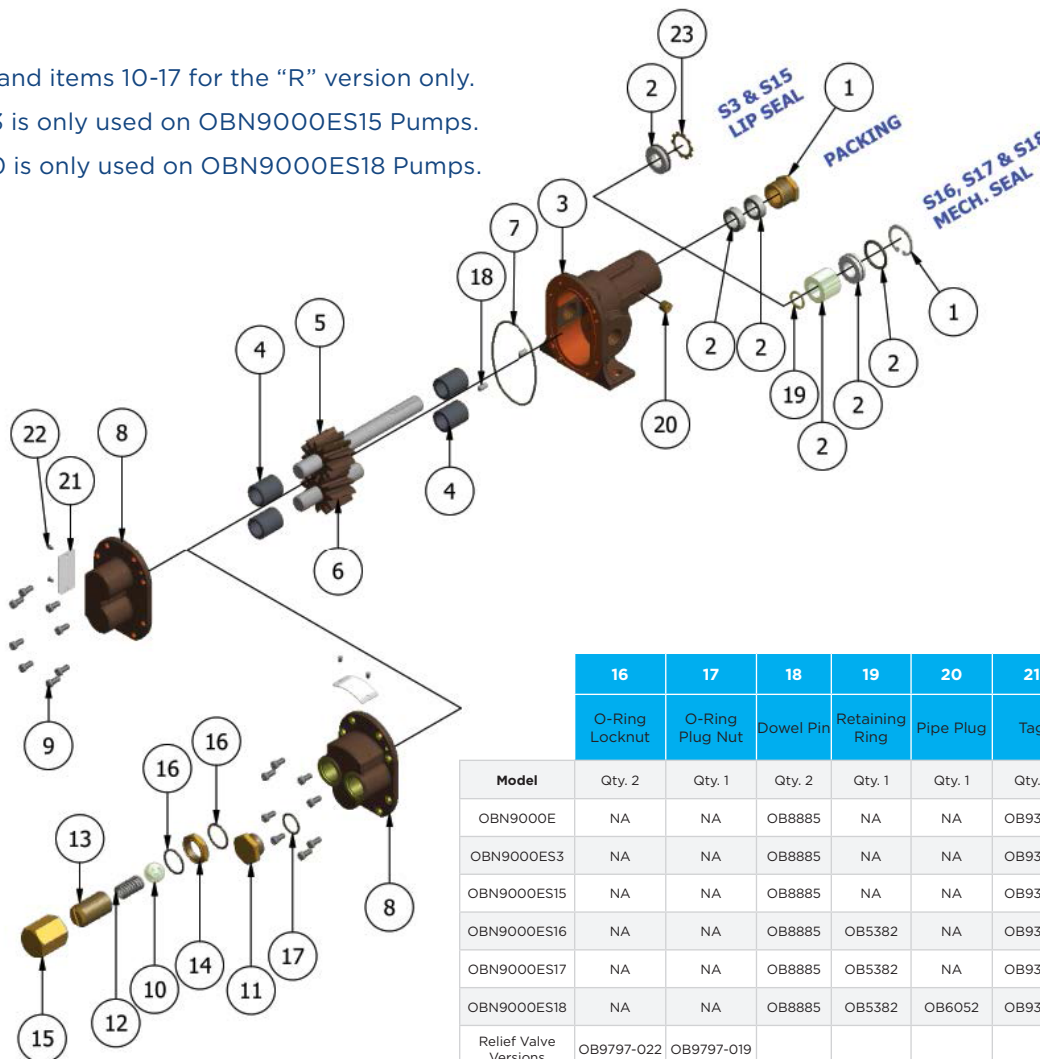 and items 10-17 for the “R” version only.
is only used on OBN9000ES15 Pumps.
is only used on OBN9000ES18 Pumps.
23
2
S3 & S15
LIP SEAL
1
PACKING
S16, S17 & S18
MECH. SEAL
3
7
18
5
4
2
2
1
2
19
2
20
2
22
8
21
4
6
9
16
16
13
8
17
14
10
11
12
15
16 17 18 19 20 21
O-Ring Locknut O-Ring Plug Nut Dowel Pin Retaining Ring Pipe Plug
Model Qty. 2 Qty. 1 Qty. 2 Qty. 1 Qty. 1 Qty.
OBN9000E NA NA OB8885 NA NA OB93
OBN9000ES3 NA NA OB8885 NA NA OB93
OBN9000ES15 NA NA OB8885 NA NA OB93
OBN9000ES16 NA NA OB8885 OB5382 NA OB93
OBN9000ES17 NA NA OB8885 OB5382 NA OB93
OBN9000ES18 NA NA OB8885 OB5382 OB6052 OB93
Relief Valve Versions OB9797-022 OB9797-019